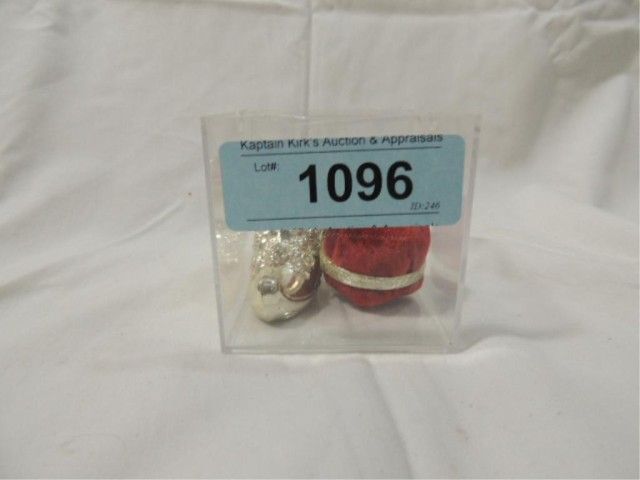 Kaptain Kirk's Auction & Appraisals
Lot#:
1096
ID:246